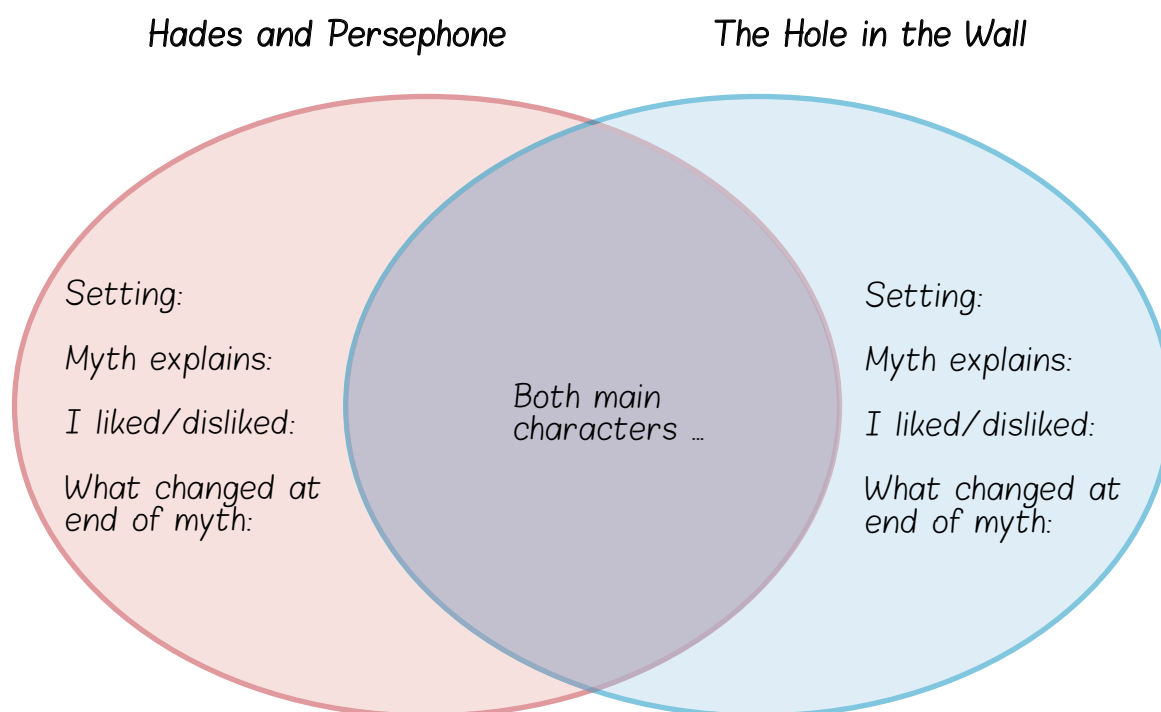 Hades and Persephone
The Hole in the Wall
Setting:
Myth explains:
I liked/disliked:
What changed at
end of myth:
Both main
characters ...
Setting:
Myth explains:
I liked/disliked:
What changed at
end of myth: